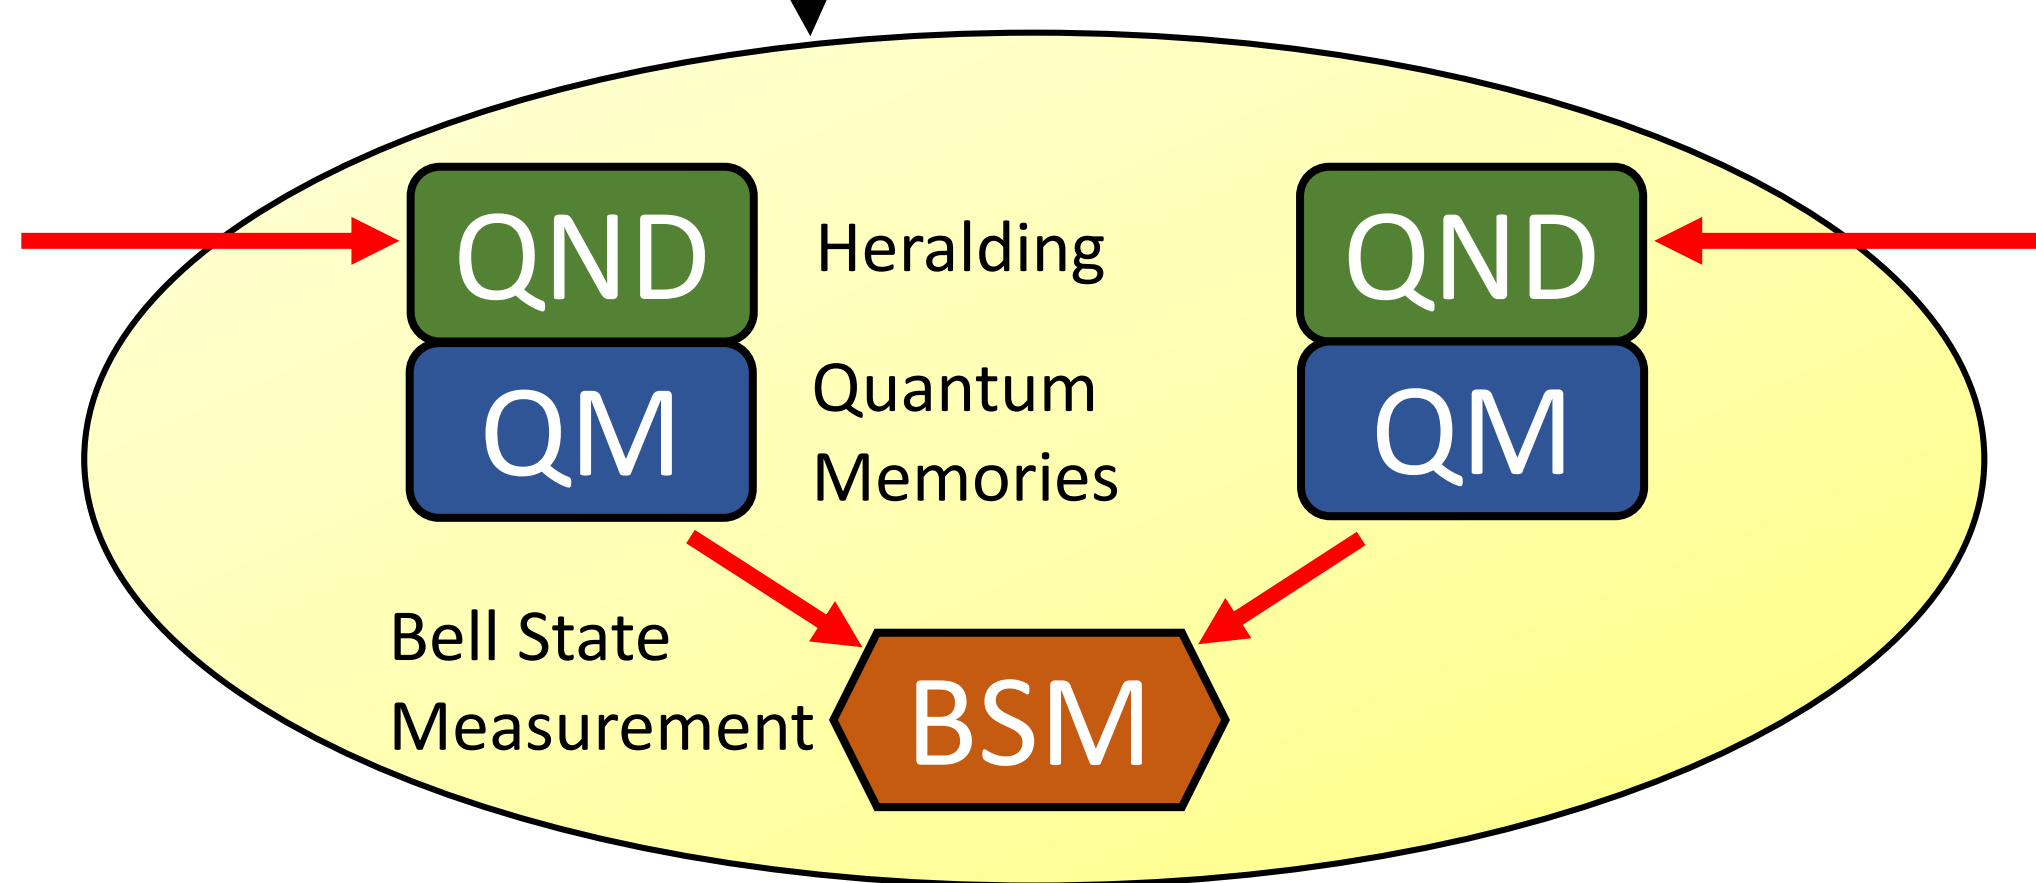 QND
Heralding
QND
QM
Quantum
Memories
QM
Bell State
Measurement
BSM